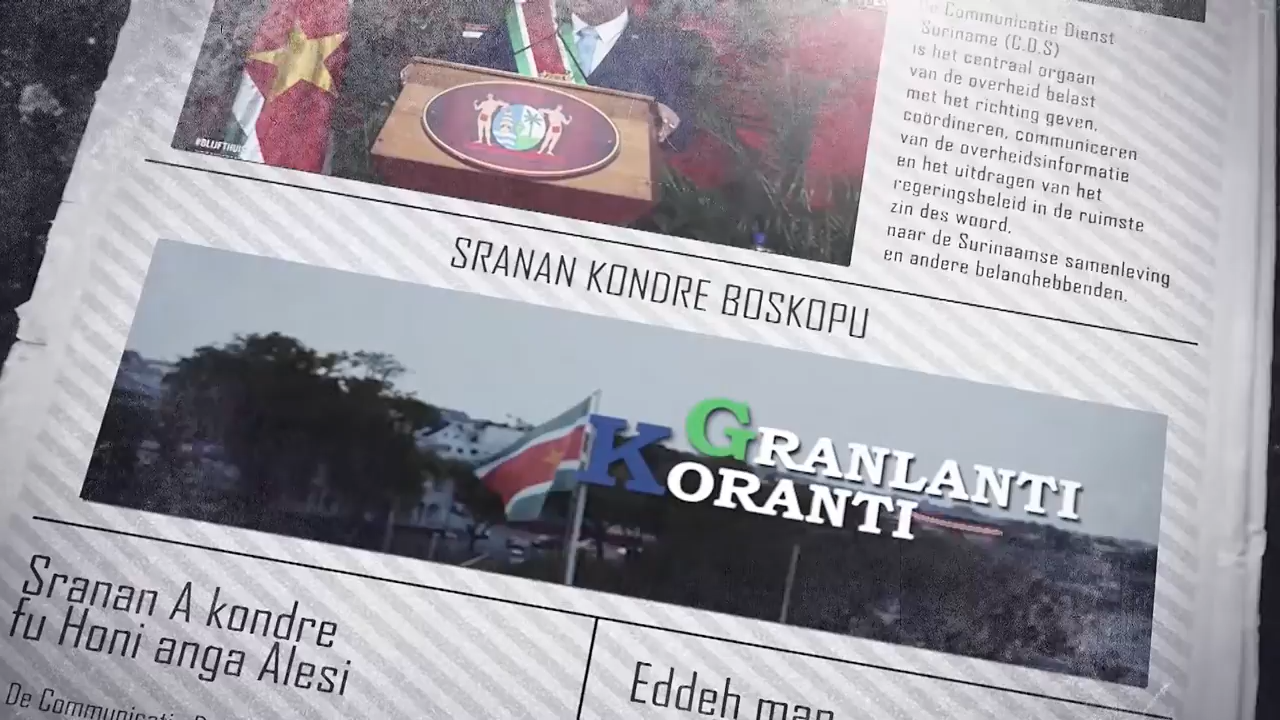 De Communicatie Dienst
Suriname (C.D.S)
is het centraal orgaan
van de overheid belast
met het richting geven,
coördineren, communiceren
van de overheidsinformatie
en het uitdragen van het
regeringsbeleid in de ruimste
zin des woord.
naar de Surinaamse samenleving
en andere belanghebbenden.
SRANAN KONDRE BOSKOPU
GRANLANTI
KORANTI
Sranan A kondre
fu Honi anga Alesi
De Communicatie
Eddeh man